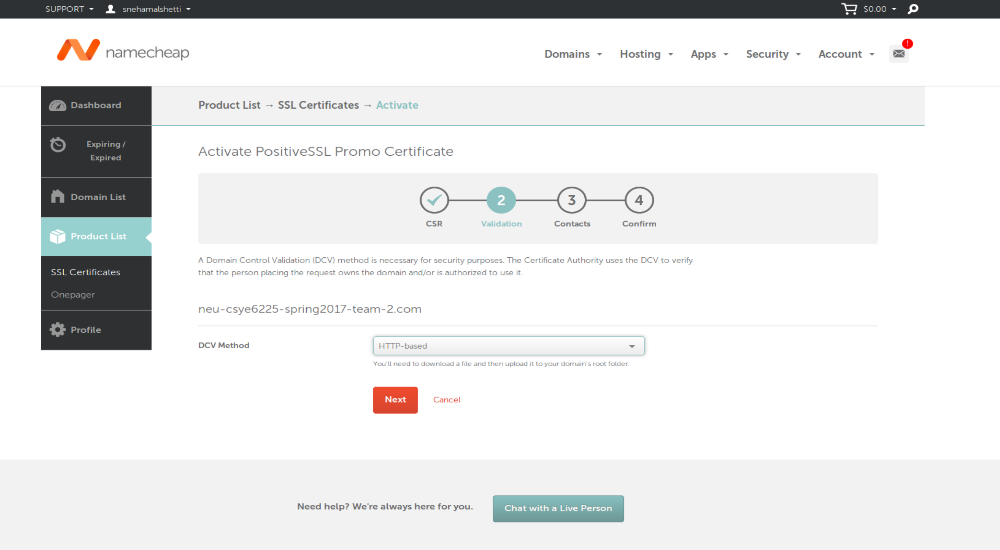 SUPPORT snehamalshetti $0.00
namecheap
Domains Hosting Apps Security Account !
Dashboard
Expiring /
Expired
Domain List
Product List
SSL Certificates
Onepager
Profile
Product List → SSL Certificates → Activate
Activate PositiveSSL Promo Certificate
2 3 4
CSR Validation Contacts Confirm
A Domain Control Validation (DCV) method is necessary for security purposes. The Certificate Authority uses the DCV to verify
that the person placing the request owns the domain and/or is authorized to use it.
neu-csye6225-spring2017-team-2.com
DCV Method HTTP-based
You'll need to download a file and then upload it to your domain's root folder.
Next Cancel
Need help? We're always here for you. Chat with a Live Person